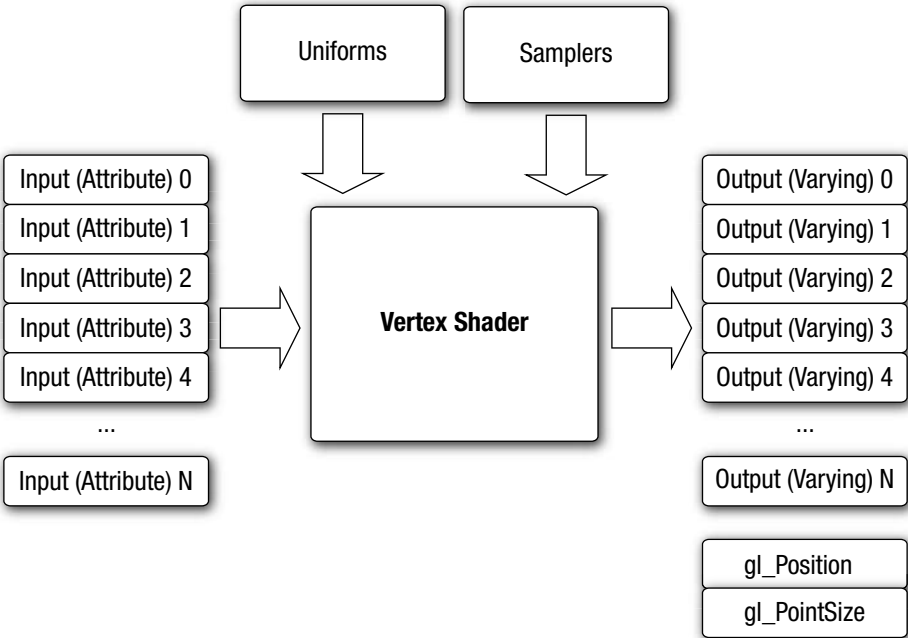 Uniforms
Samplers
Input (Attribute) 0
Input (Attribute) 1
Input (Attribute) 2
Input (Attribute) 3
Input (Attribute) 4
...
Input (Attribute) N
Vertex Shader
Output (Varying) 0
Output (Varying) 1
Output (Varying) 2
Output (Varying) 3
Output (Varying) 4
...
Output (Varying) N
gl_Position
gl_PointSize